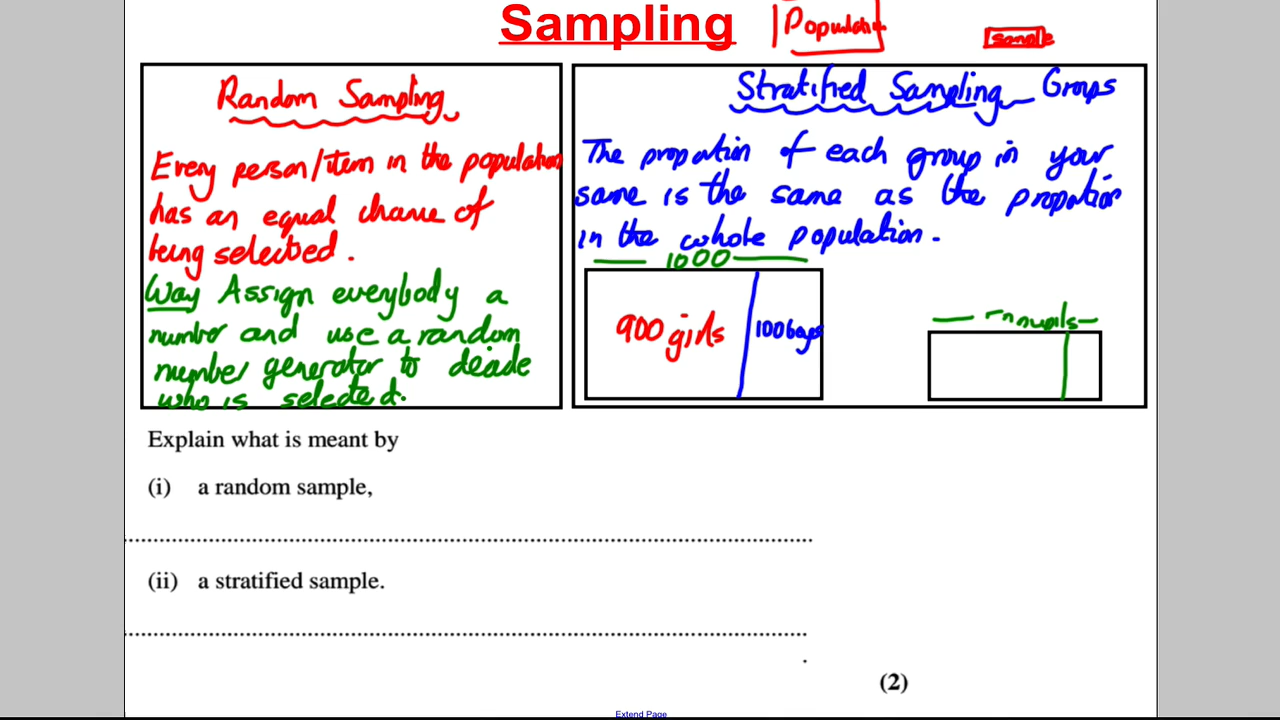 Sampling
Population
sample
Random Sampling
Every person/item in the population
has an equal chance of
being selected.
Way Assign everybody a
number and use a random
number generator to decide
who is selected.
Stratified Sampling Groups
The propotion of each group in your
same is the same as the propotion
in the whole population.
1000
900 girls
100 boys
Explain what is meant by
(i) a random sample,
(ii) a stratified sample.
(2)
Extend Page